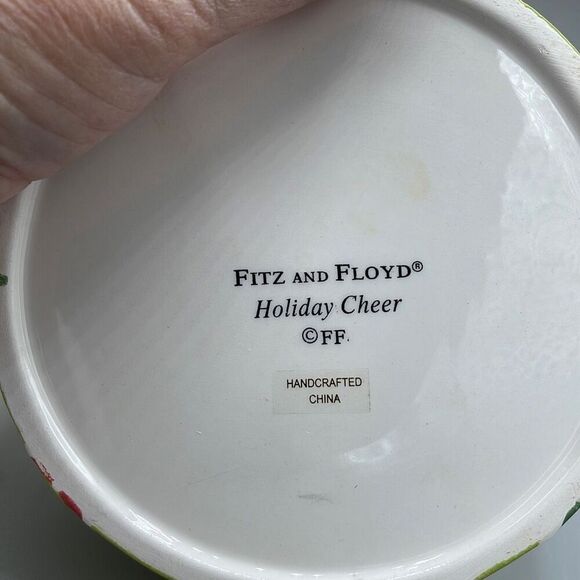 FITZ AND FLOYD®
Holiday Cheer
©FF.
HANDCRAFTED
CHINA